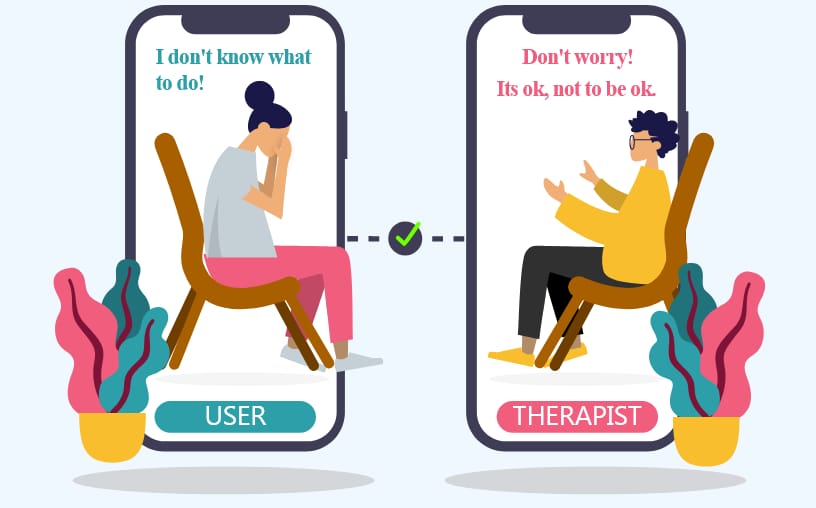 I don't know what
to do!
Don't worry!
Its ok, not to be ok.
USER
THERAPIST